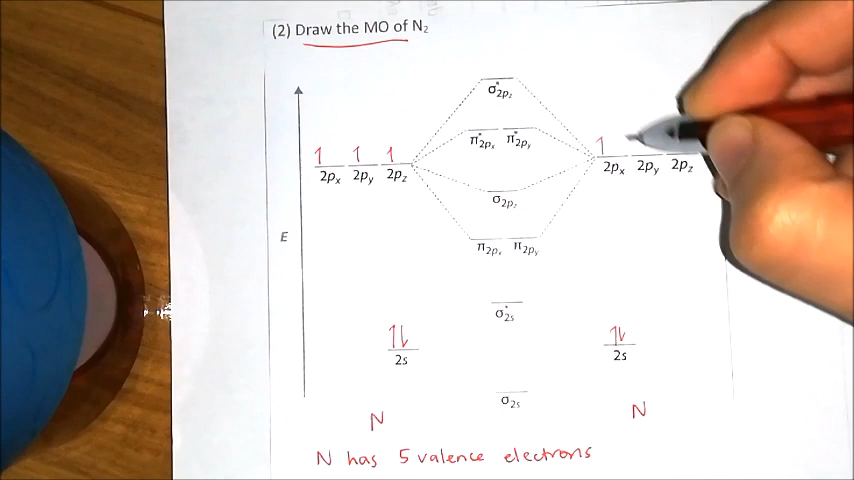 (2) Draw the MO of N₂
σ*2pz
π*2px π*2py
2px 2py 2pz
2px 2py 2pz
σ2pz
E
π2px π2py
σ*2s
2s
2s
σ2s
N
N
N has 5 valence electrons